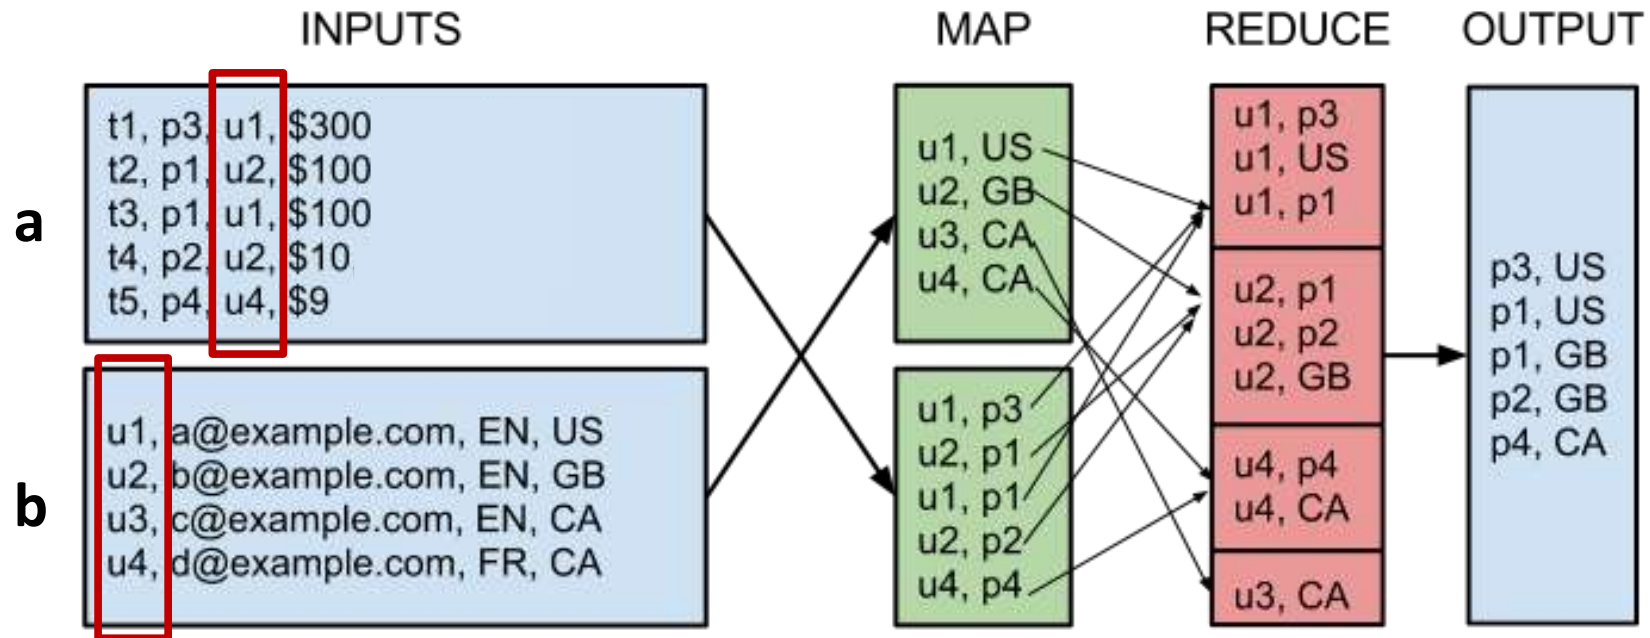 INPUTS
MAP
REDUCE
OUTPUT
a
t1, p3, u1, $300
t2, p1, u2, $100
t3, p1, u1, $100
t4, p2, u2, $10
t5, p4, u4, $9
b
u1, a@example.com, EN, US
u2, b@example.com, EN, GB
u3, c@example.com, EN, CA
u4, d@example.com, FR, CA
u1, US
u2, GB
u3, CA
u4, CA
u1, p3
u2, p1
u1, p1
u2, p2
u4, p4
u1, p3
u1, US
u1, p1
u2, p1
u2, p2
u2, GB
u4, p4
u4, CA
u3, CA
p3, US
p1, US
p1, GB
p2, GB
p4, CA